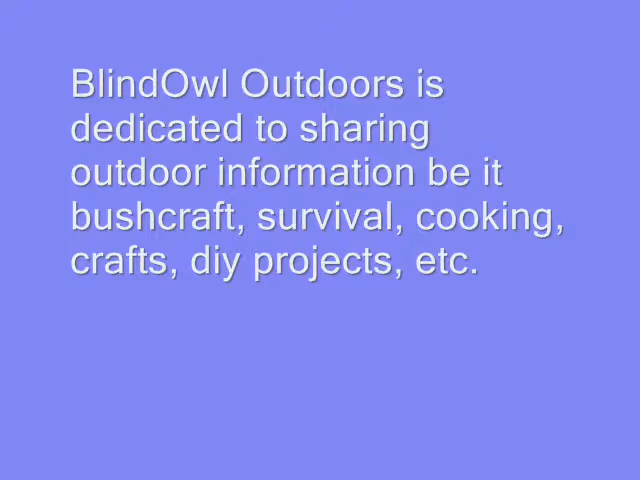 BlindOwl Outdoors is
dedicated to sharing
outdoor information be it
bushcraft, survival, cooking,
crafts, diy projects, etc.